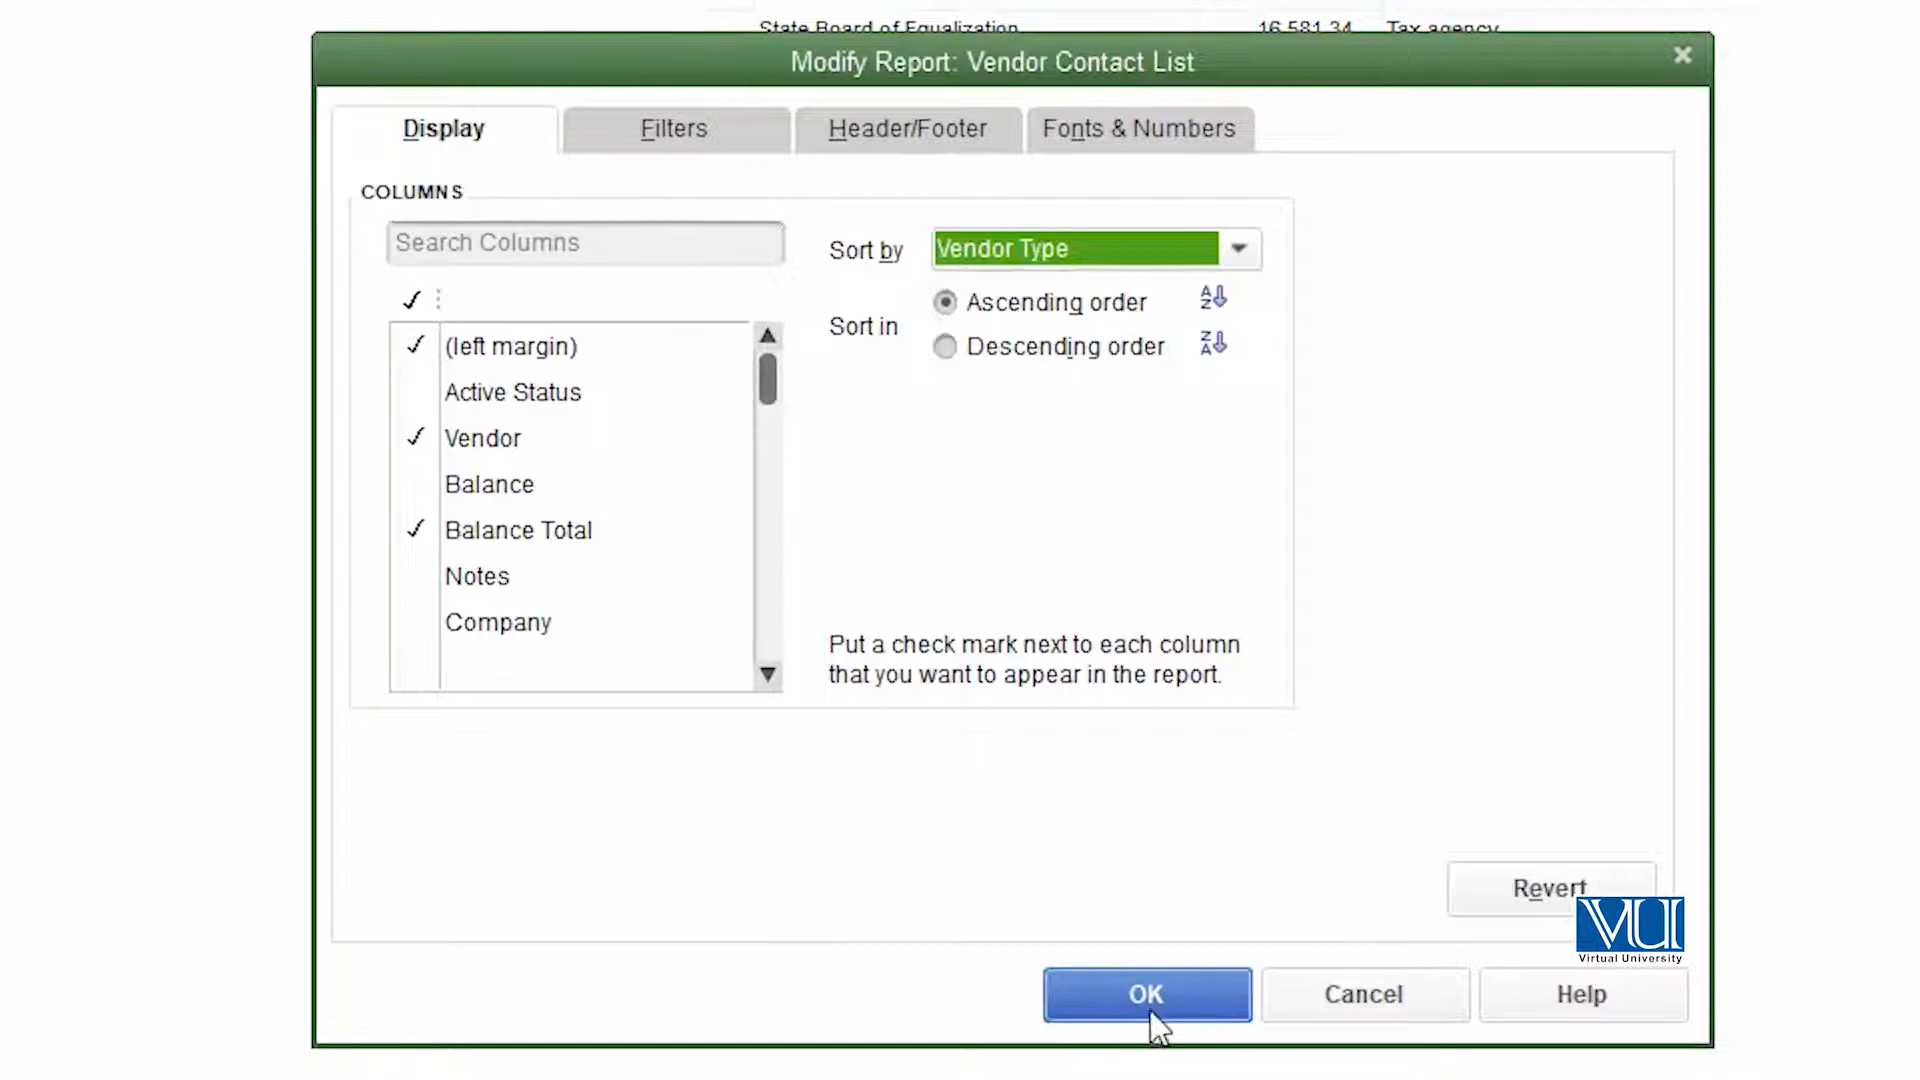 State Board of Equalization 16,581.34 Tax agency
Modify Report: Vendor Contact List
Display Filters Header/Footer Fonts & Numbers
COLUMNS
Search Columns
Sort by Vendor Type
Ascending order
Sort in
Descending order
(left margin)
Active Status
Vendor
Balance
Balance Total
Notes
Company
Put a check mark next to each column
that you want to appear in the report.
Revert
VU
Virtual University
OK Cancel Help